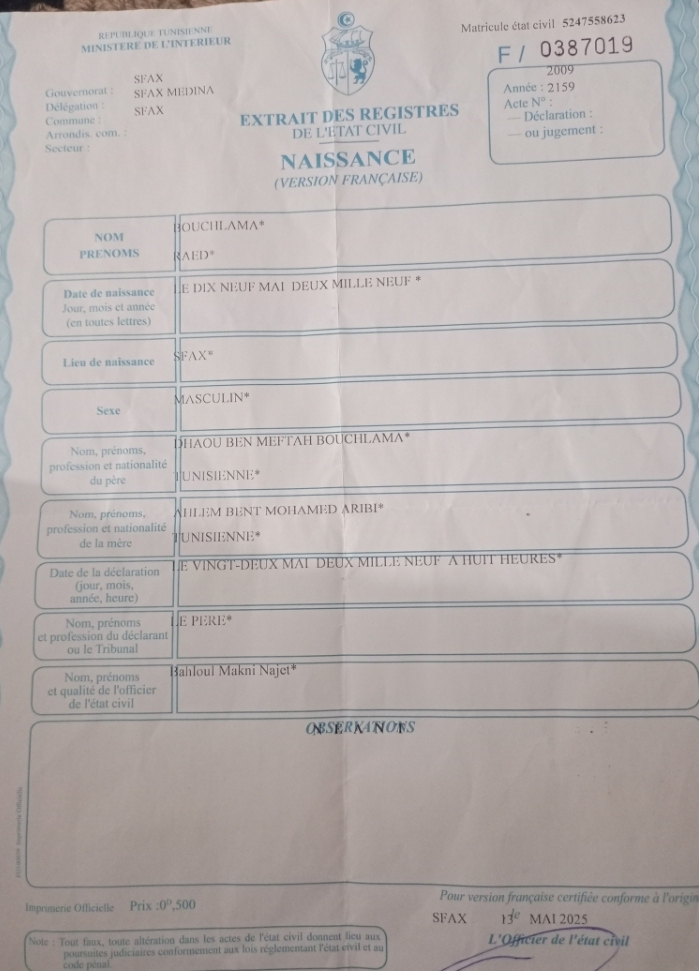 REPUBLIQUE TUNISIENNE
MINISTERE DE L'INTERIEUR
Matricule état civil 5247558623
F / 0387019
Gouvernorat : SFAX
Délégation : SFAX MEDINA
Commune : SFAX
Arrondis. com. :
Secteur :
2009
Année : 2159
Acte N° :
— Déclaration :
— ou jugement :
EXTRAIT DES REGISTRES
DE L'ETAT CIVIL
NAISSANCE
(VERSION FRANÇAISE)
NOM BOUCHLAMA*
PRENOMS RAED*
Date de naissance
Jour, mois et année
(en toutes lettres)
LE DIX NEUF MAI DEUX MILLE NEUF *
Lieu de naissance SFAX*
Sexe MASCULIN*
Nom, prénoms,
profession et nationalité
du père
DHAOU BEN MEFTAH BOUCHLAMA*
TUNISIENNE*
Nom, prénoms,
profession et nationalité
de la mère
AHLEM BENT MOHAMED ARIBI*
TUNISIENNE*
Date de la déclaration
(jour, mois,
année, heure)
LE VINGT-DEUX MAI DEUX MILLE NEUF A HUIT HEURES*
Nom, prénoms
et profession du déclarant
ou le Tribunal
LE PERE*
Nom, prénoms
et qualité de l'officier
de l'état civil
Bahloul Makni Najet*
OBSERVATIONS
Imprimerie Officielle Prix :0ᴰ,500
Pour version française certifiée conforme à l'origin
SFAX 13 MAI 2025
L'Officier de l'état civil
Note : Tout faux, toute altération dans les actes de l'état civil donnent lieu aux
poursuites judiciaires conformement aux lois réglementant l'état civil et au
code pénal.